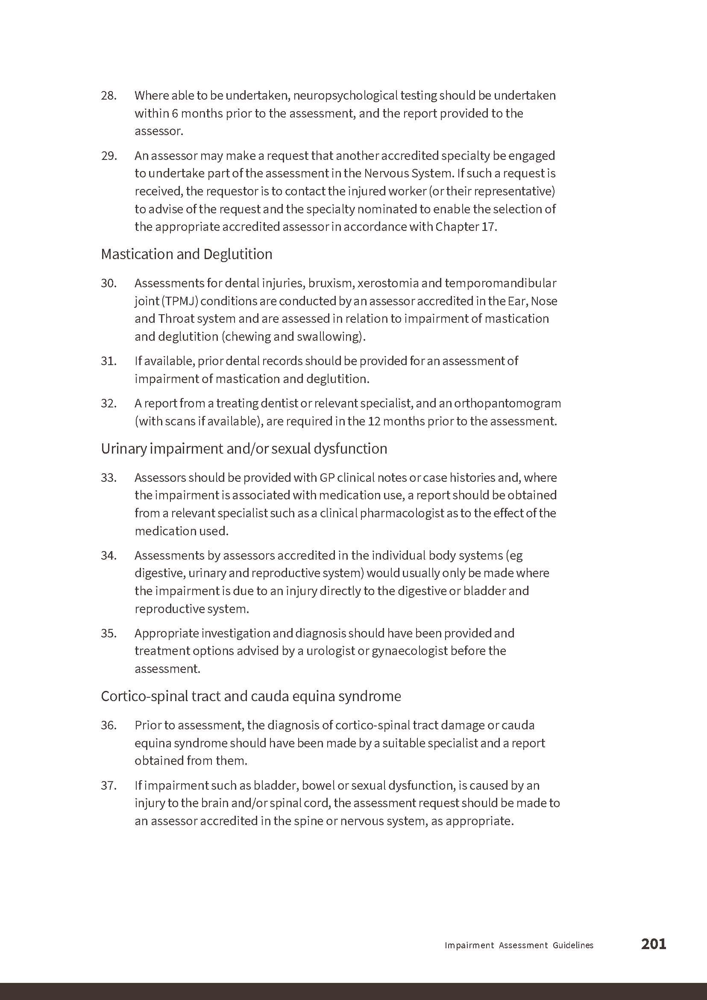 28. Where able to be undertaken, neuropsychological testing should be undertaken
within 6 months prior to the assessment, and the report provided to the
assessor.
29. An assessor may make a request that another accredited specialty be engaged
to undertake part of the assessment in the Nervous System. If such a request is
received, the requestor is to contact the injured worker (or their representative)
to advise of the request and the specialty nominated to enable the selection of
the appropriate accredited assessor in accordance with Chapter 17.
Mastication and Deglutition
30. Assessments for dental injuries, bruxism, xerostomia and temporomandibular
joint (TPMJ) conditions are conducted by an assessor accredited in the Ear, Nose
and Throat system and are assessed in relation to impairment of mastication
and deglutition (chewing and swallowing).
31. If available, prior dental records should be provided for an assessment of
impairment of mastication and deglutition.
32. A report from a treating dentist or relevant specialist, and an orthopantomogram
(with scans if available), are required in the 12 months prior to the assessment.
Urinary impairment and/or sexual dysfunction
33. Assessors should be provided with GP clinical notes or case histories and, where
the impairment is associated with medication use, a report should be obtained
from a relevant specialist such as a clinical pharmacologist as to the effect of the
medication used.
34. Assessments by assessors accredited in the individual body systems (eg
digestive, urinary and reproductive system) would usually only be made where
the impairment is due to an injury directly to the digestive or bladder and
reproductive system.
35. Appropriate investigation and diagnosis should have been provided and
treatment options advised by a urologist or gynaecologist before the
assessment.
Cortico-spinal tract and cauda equina syndrome
36. Prior to assessment, the diagnosis of cortico-spinal tract damage or cauda
equina syndrome should have been made by a suitable specialist and a report
obtained from them.
37. If impairment such as bladder, bowel or sexual dysfunction, is caused by an
injury to the brain and/or spinal cord, the assessment request should be made to
an assessor accredited in the spine or nervous system, as appropriate.
Impairment Assessment Guidelines 201